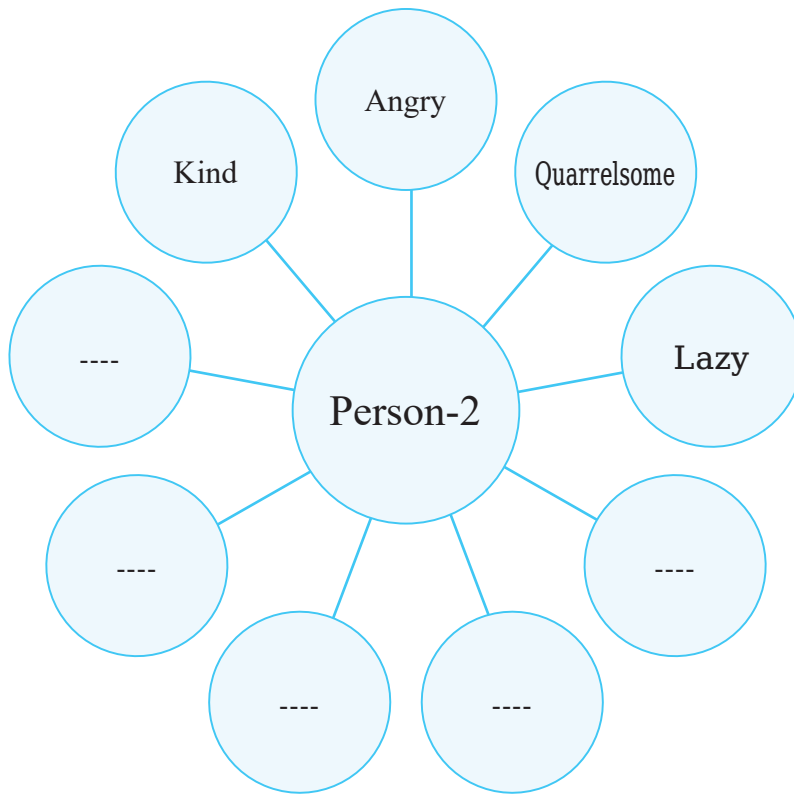 Angry
Kind
Quarrelsome
----
Lazy
Person-2
----
----
----
----